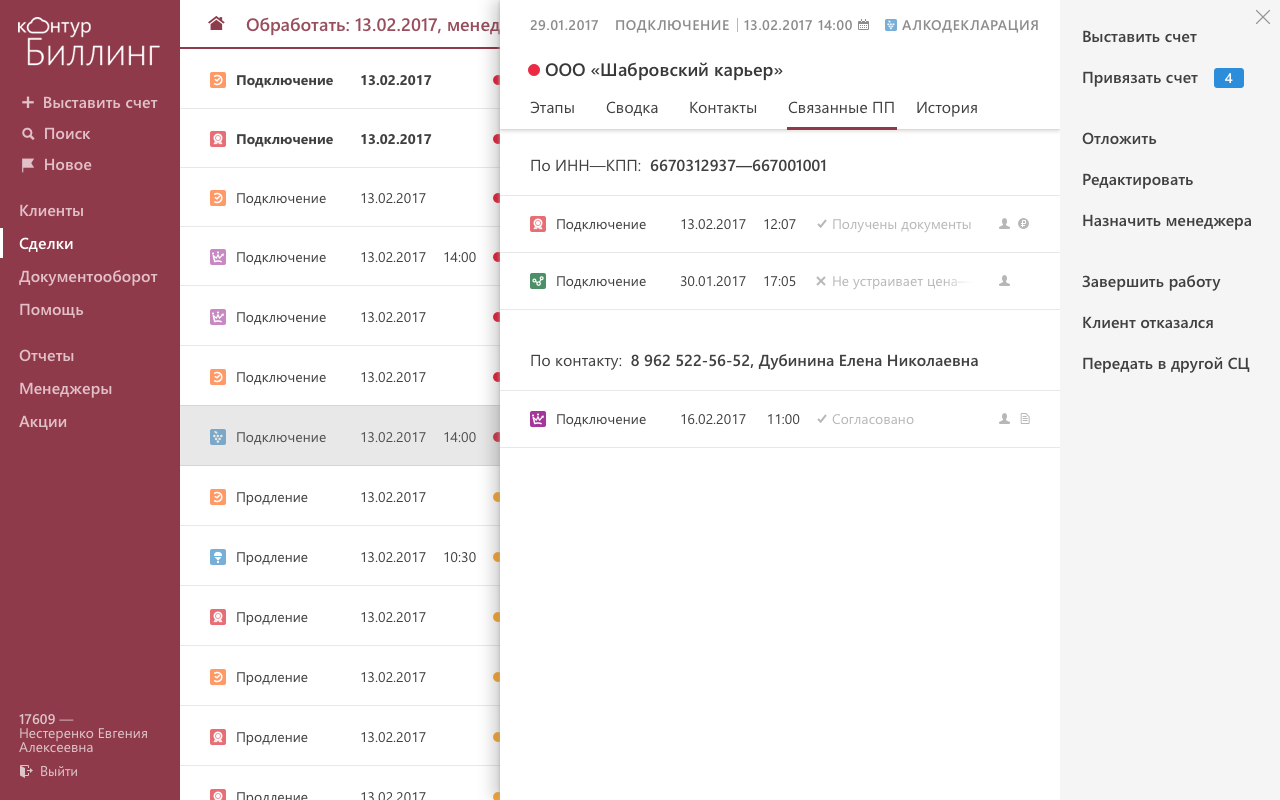 контур
Биллинг
Выставить счет
Поиск
Новое
Клиенты
Сделки
Документооборот
Помощь
Отчеты
Менеджеры
Акции
17609 —
Нестеренко Евгения
Алексеевна
Выйти
Обработать: 13.02.2017, менед
Подключение 13.02.2017
Подключение 13.02.2017
Подключение 13.02.2017
Подключение 13.02.2017 14:00
Подключение 13.02.2017
Подключение 13.02.2017
Подключение 13.02.2017 14:00
Продление 13.02.2017
Продление 13.02.2017 10:30
Продление 13.02.2017
Продление 13.02.2017
Продление 13.02.2017
Продление 13.02.2017
29.01.2017 ПОДКЛЮЧЕНИЕ 13.02.2017 14:00 АЛКОДЕКЛАРАЦИЯ
ООО «Шабровский карьер»
Этапы Сводка Контакты Связанные ПП История
По ИНН—КПП: 6670312937—667001001
Подключение 13.02.2017 12:07 Получены документы
Подключение 30.01.2017 17:05 Не устраивает цена—
По контакту: 8 962 522-56-52, Дубинина Елена Николаевна
Подключение 16.02.2017 11:00 Согласовано
Выставить счет
Привязать счет 4
Отложить
Редактировать
Назначить менеджера
Завершить работу
Клиент отказался
Передать в другой СЦ